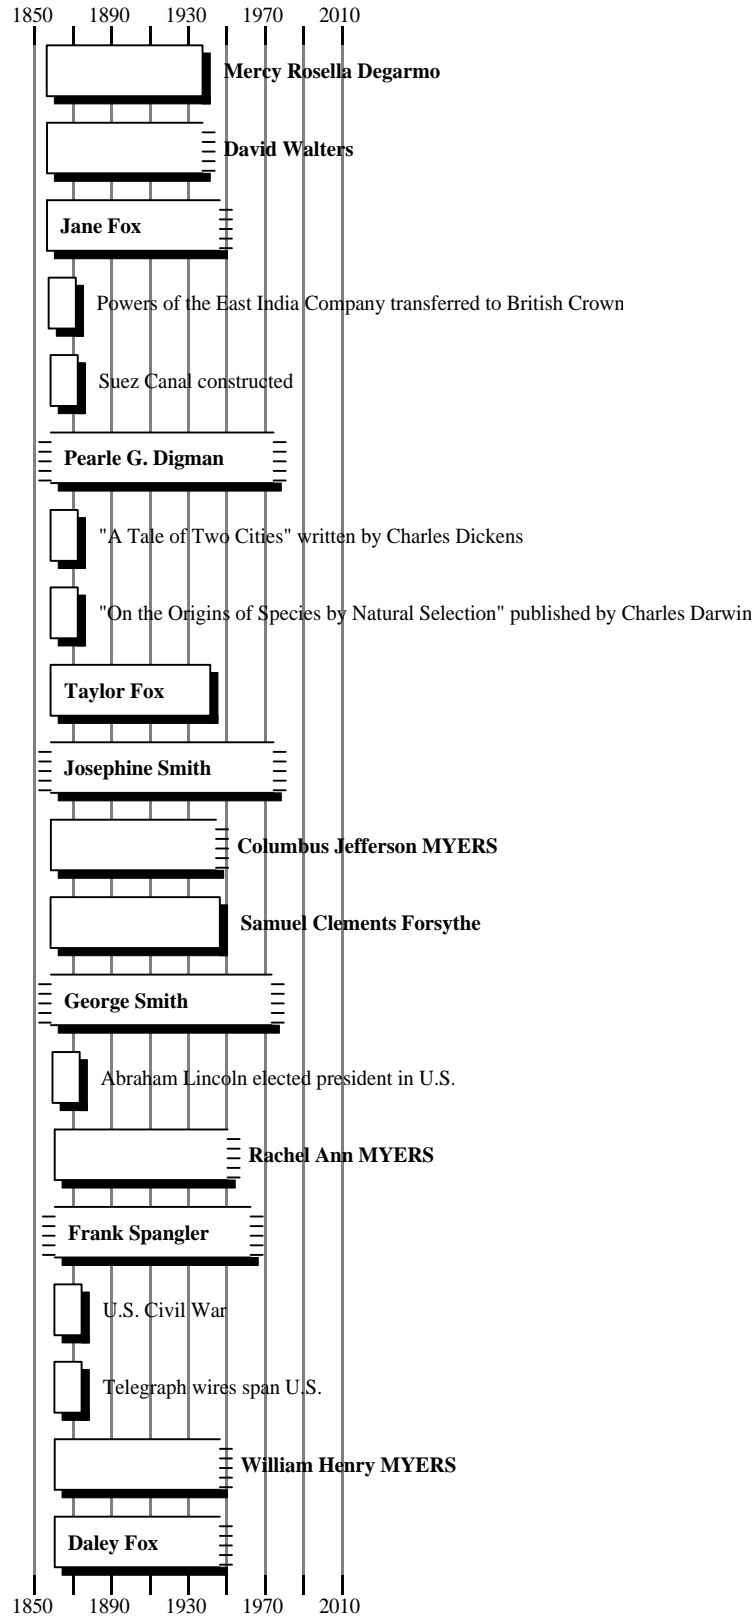 1850 1890 1930 1970 2010
Mercy Rosella Degarmo
David Walters
Jane Fox
Powers of the East India Company transferred to British Crown
Suez Canal constructed
Pearle G. Digman
"A Tale of Two Cities" written by Charles Dickens
"On the Origins of Species by Natural Selection" published by Charles Darwin
Taylor Fox
Josephine Smith
Columbus Jefferson MYERS
Samuel Clements Forsythe
George Smith
Abraham Lincoln elected president in U.S.
Rachel Ann MYERS
Frank Spangler
U.S. Civil War
Telegraph wires span U.S.
William Henry MYERS
Daley Fox
1850 1890 1930 1970 2010